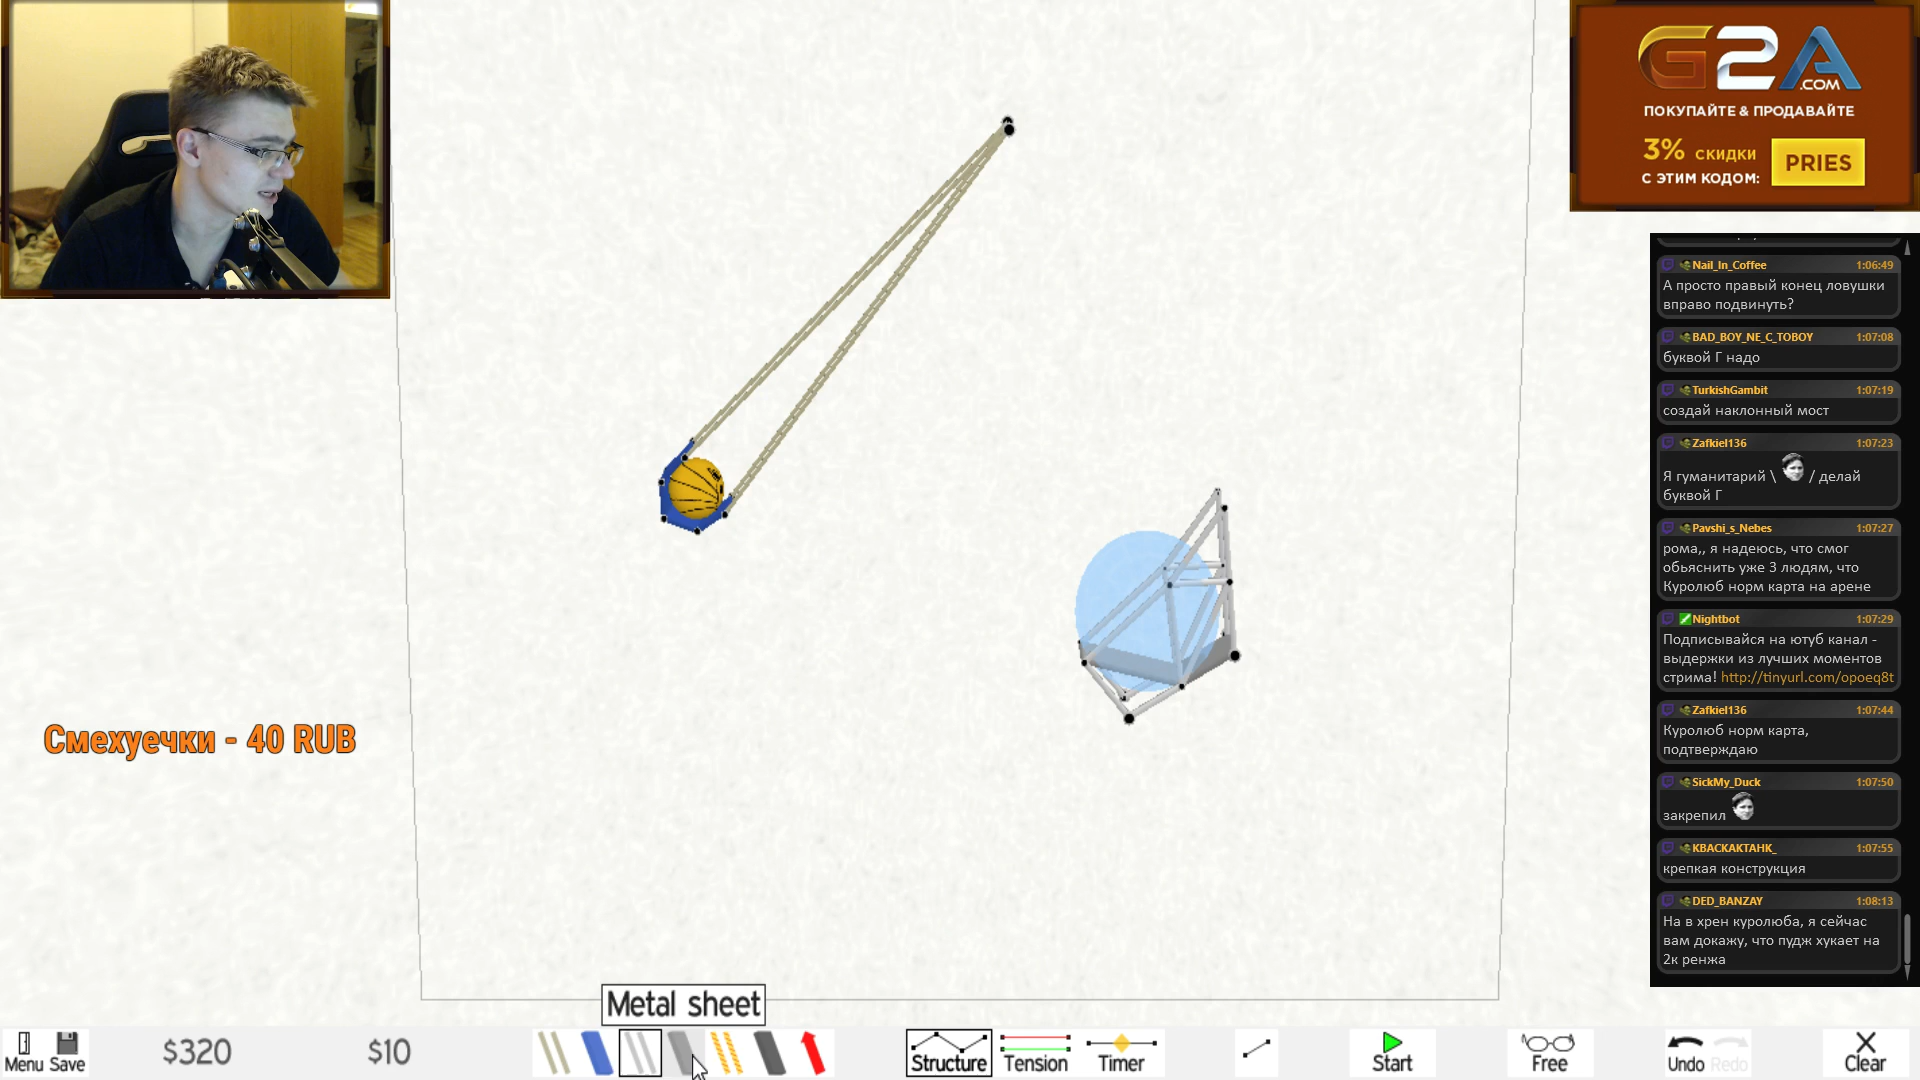 G2A
.COM
ПОКУПАЙТЕ & ПРОДАВАЙТЕ
3% СКИДКИ
С ЭТИМ КОДОМ:
PRIES
Nail_In_Coffee 1:06:49
А просто правый конец ловушки
вправо подвинуть?
BAD_BOY_NE_C_TOBOY 1:07:08
буквой Г надо
TurkishGambit 1:07:19
создай наклонный мост
Zafkiel136 1:07:23
Я гуманитарий \ / делай
буквой Г
Pavshi_s_Nebes 1:07:27
рома,, я надеюсь, что смог
обьяснить уже 3 людям, что
Куролюб норм карта на арене
Nightbot 1:07:29
Подписывайся на ютуб канал -
выдержки из лучших моментов
стрима! http://tinyurl.com/opoeq8t
Zafkiel136 1:07:44
Куролюб норм карта,
подтверждаю
SickMy_Duck 1:07:50
закрепил
KBACKAKTAHK_ 1:07:55
крепкая конструкция
DED_BANZAY 1:08:13
На в хрен куролюба, я сейчас
вам докажу, что пудж хукает на
2к ренжа
Смехуечки - 40 RUB
Metal sheet
Menu Save
$320
$10
Structure
Tension
Timer
Start
Free
Undo
Redo
Clear